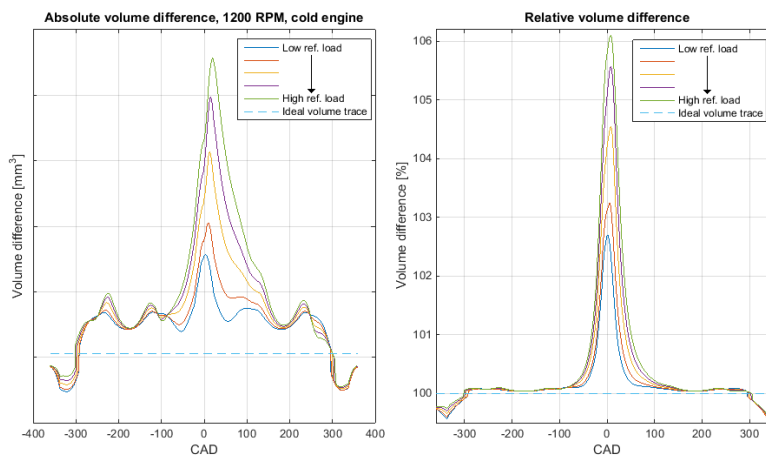 Absolute volume difference, 1200 RPM, cold engine
Low ref. load
High ref. load
Ideal volume trace
Volume difference [mm³]
-400 -300 -200 -100 0 100 200 300 400
CAD
Relative volume difference
Low ref. load
High ref. load
Ideal volume trace
Volume difference [%]
106
105
104
103
102
101
100
-300 -200 -100 0 100 200 300
CAD